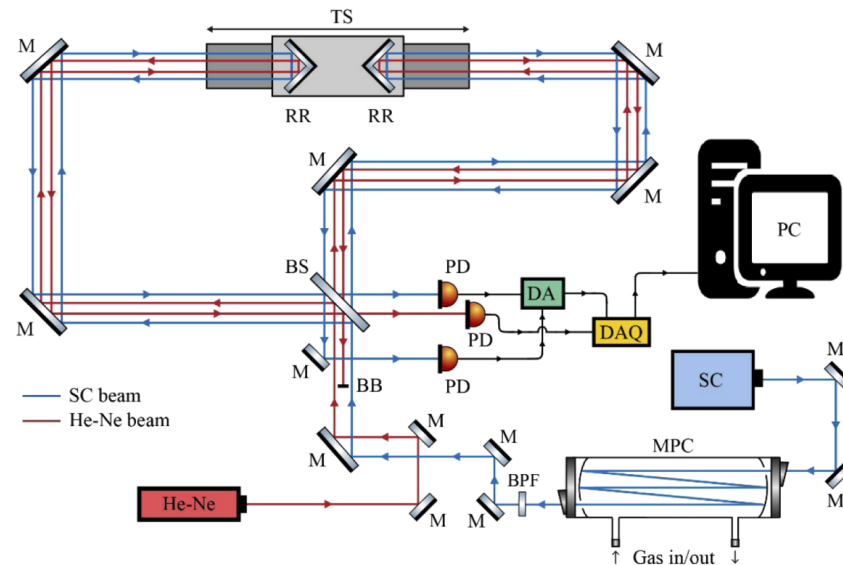 TS
M
M
RR
RR
M
M
PC
BS
PD
DA
DAQ
M
PD
M
PD
SC
M
BB
SC beam
He-Ne beam
M
M
M
MPC
BPF
He-Ne
M
M
M
↑ Gas in/out ↓